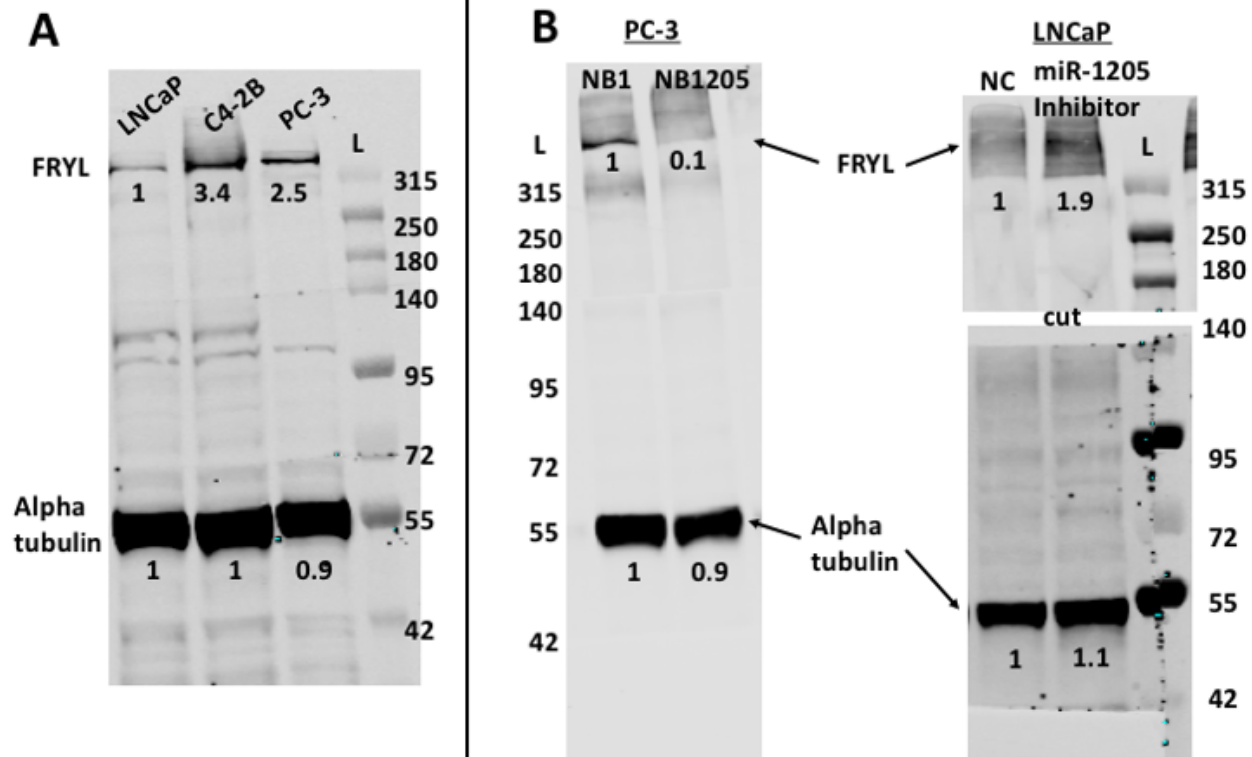 A
LNCaP C4-2B PC-3
L
FRYL
1 3.4 2.5
315
250
180
140
95
72
Alpha
tubulin
55
1 1 0.9
42
B
PC-3
NB1 NB1205
L
1 0.1
315
250
180
140
95
72
55
1 0.9
42
FRYL
Alpha
tubulin
LNCaP
NC miR-1205
Inhibitor
L
1 1.9
315
250
180
cut
140
95
72
55
1 1.1
42